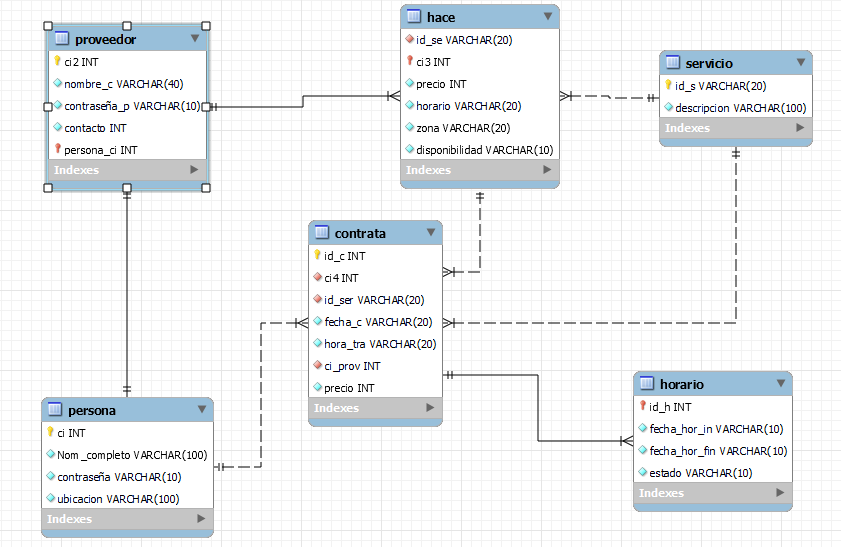 proveedor
ci2 INT
nombre_c VARCHAR(40)
contraseña_p VARCHAR(10)
contacto INT
persona_ci INT
Indexes
hace
id_se VARCHAR(20)
ci3 INT
precio INT
horario VARCHAR(20)
zona VARCHAR(20)
disponibilidad VARCHAR(10)
Indexes
servicio
id_s VARCHAR(20)
descripcion VARCHAR(100)
Indexes
contrata
id_c INT
ci4 INT
id_ser VARCHAR(20)
fecha_c VARCHAR(20)
hora_tra VARCHAR(20)
ci_prov INT
precio INT
Indexes
persona
ci INT
Nom_completo VARCHAR(100)
contraseña VARCHAR(10)
ubicacion VARCHAR(100)
Indexes
horario
id_h INT
fecha_hor_in VARCHAR(10)
fecha_hor_fin VARCHAR(10)
estado VARCHAR(10)
Indexes